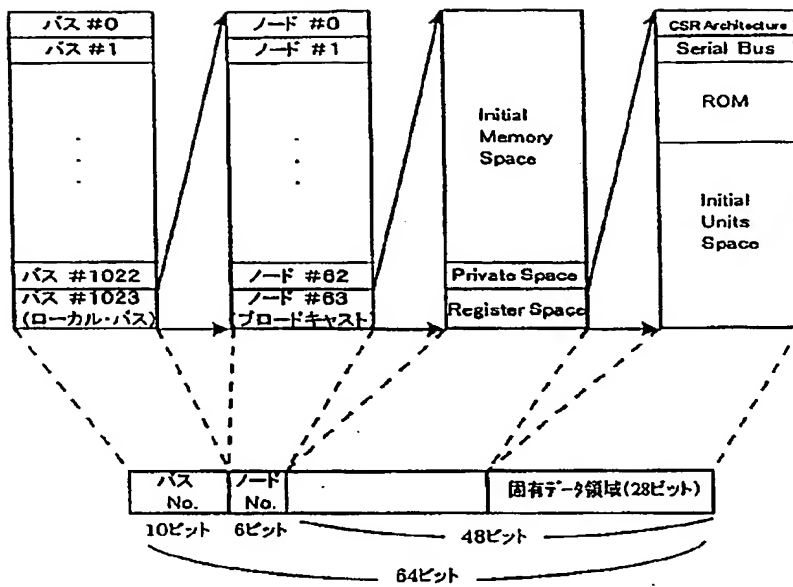 バス #0
バス #1
バス #1022
バス #1023
(ローカル・バス)
ノード #0
ノード #1
ノード #62
ノード #63
(ブロードキャスト)
Initial
Memory
Space
Private Space
Register Space
CSR Architecture
Serial Bus
ROM
Initial
Units
Space
バス
No.
ノード
No.
固有データ領域(28ビット)
10ビット
6ビット
48ビット
64ビット